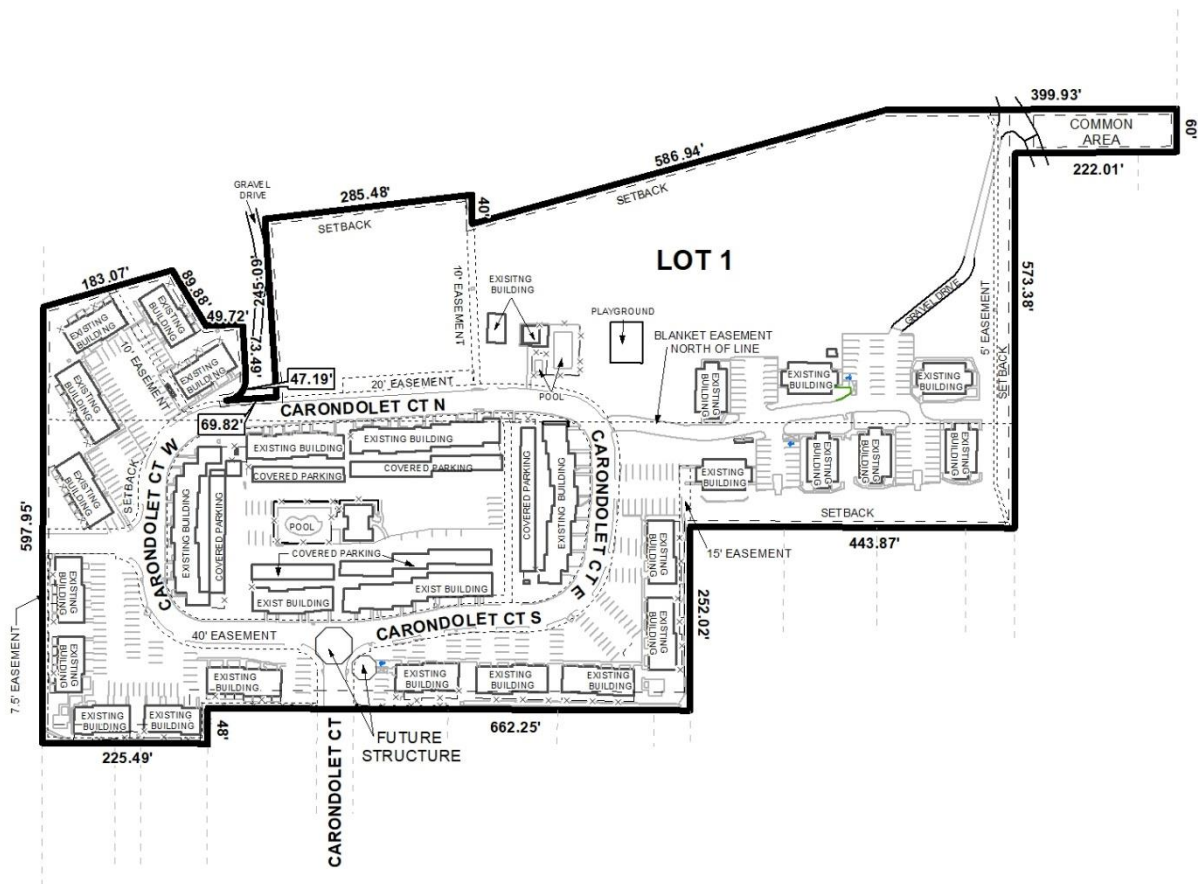 399.93'
COMMON
AREA
60'
222.01'
586.94'
SETBACK
GRAVEL
DRIVE
285.48'
SETBACK
40'
LOT 1
573.38'
5' EASEMENT
SETBACK
GRAVEL DRIVE
183.07'
89.88'
49.72'
245.09'
73.49'
10' EASEMENT
EXISITNG
BUILDING
PLAYGROUND
BLANKET EASEMENT
NORTH OF LINE
POOL
EXISTING
BUILDING
EXISTING
BUILDING
EXISTING
BUILDING
10' EASEMENT
EXISTING
BUILDING
EXISTING
BUILDING
EXISTING
BUILDING
EXISTING
BUILDING
EXISTING
BUILDING
47.19'
20' EASEMENT
69.82'
CARONDOLET CT N
EXISTING BUILDING
EXISTING BUILDING
COVERED PARKING
COVERED PARKING
EXISTING
BUILDING
SETBACK
CARONDOLET CT W
EXISTING BUILDING
COVERED PARKING
COVERED PARKING
EXISTING BUILDING
CARONDOLET CT E
EXISTING
BUILDING
EXISTING
BUILDING
EXISTING
BUILDING
EXISTING
BUILDING
SETBACK
443.87'
15' EASEMENT
597.95'
POOL
COVERED PARKING
EXIST BUILDING
EXIST BUILDING
EXISTING
BUILDING
EXISTING
BUILDING
252.02'
EXISTING
BUILDING
EXISTING
BUILDING
7.5' EASEMENT
40' EASEMENT
CARONDOLET CT S
EXISTING
BUILDING
EXISTING
BUILDING
EXISTING
BUILDING
EXISTING
BUILDING
EXISTING
BUILDING
EXISTING
BUILDING
48'
225.49'
662.25'
CARONDOLET CT
FUTURE
STRUCTURE